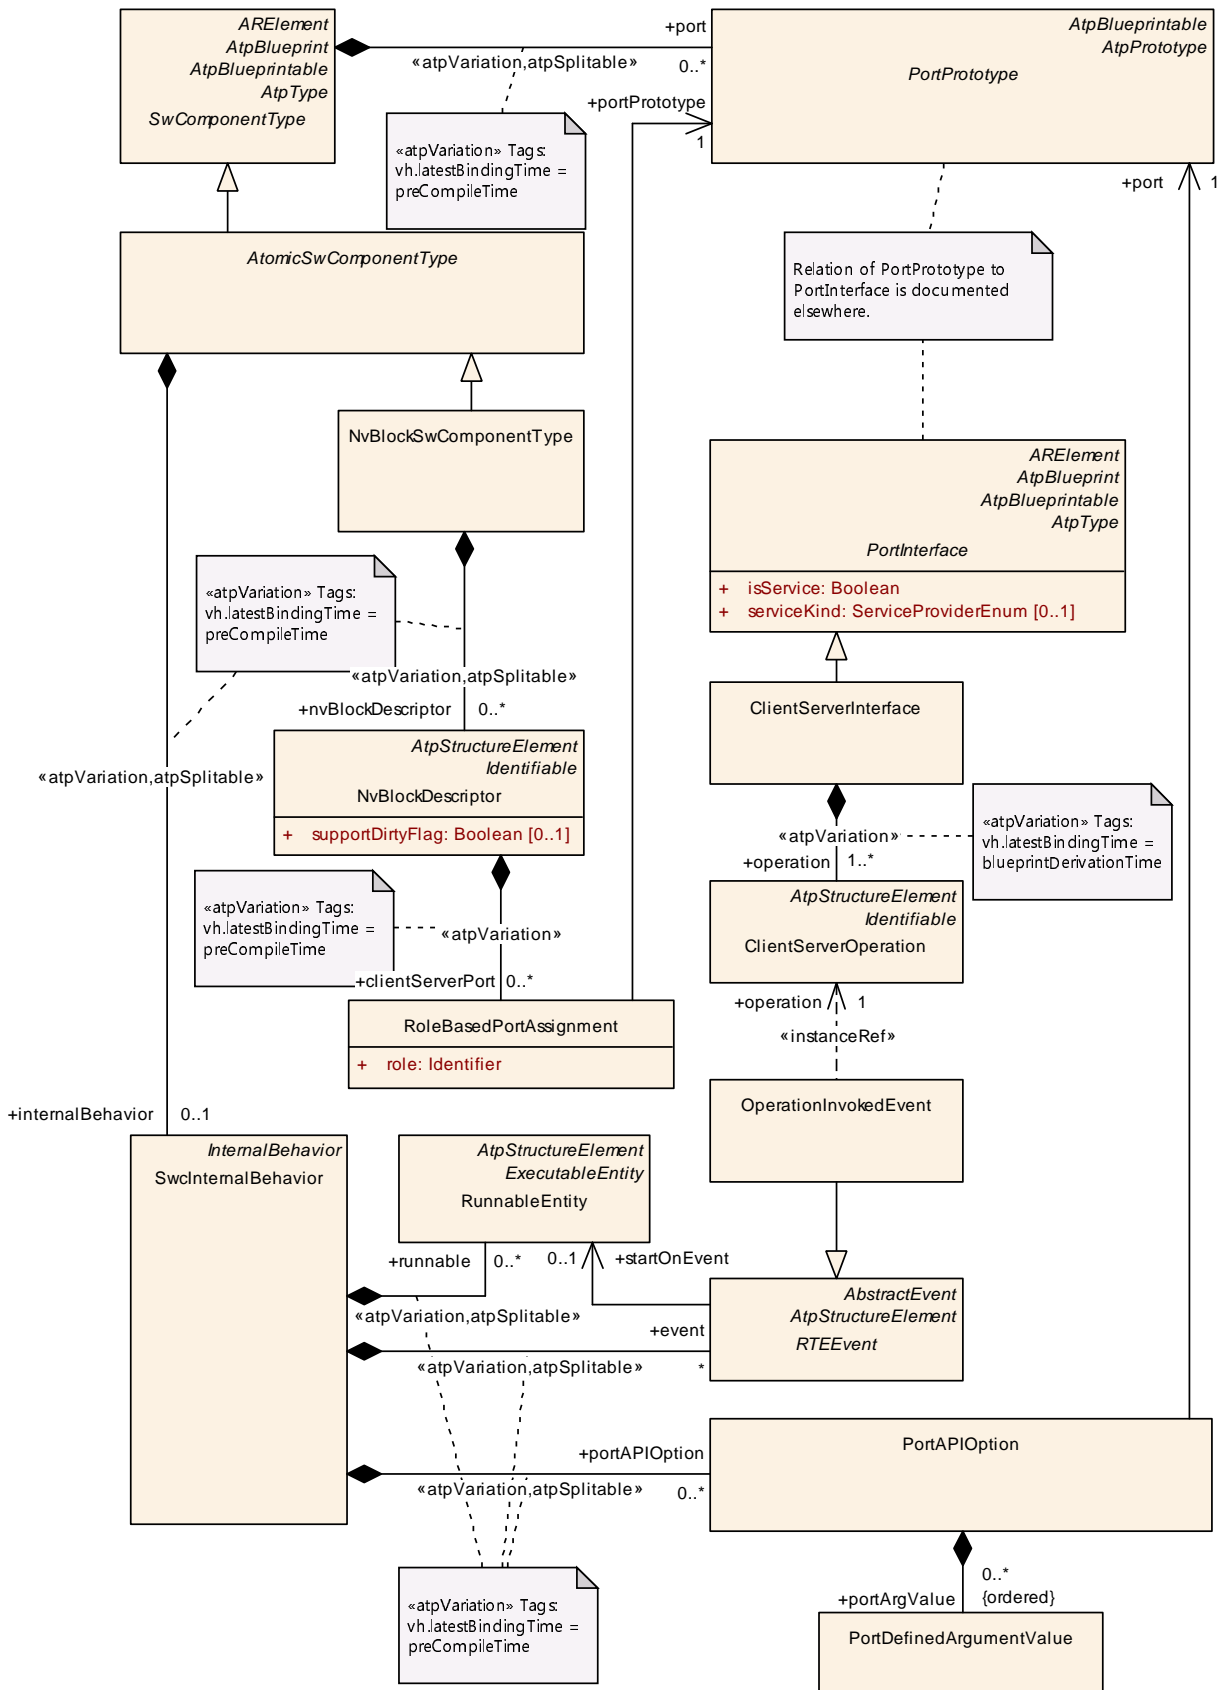 ARElement
AtpBlueprint
AtpBlueprintable
AtpType
SwComponentType
+port
«atpVariation,atpSplitable»
0..*
AtpBlueprintable
AtpPrototype
PortPrototype
+portPrototype
1
«atpVariation» Tags:
vh.latestBindingTime =
preCompileTime
+port
1
AtomicSwComponentType
Relation of PortPrototype to
PortInterface is documented
elsewhere.
NvBlockSwComponentType
ARElement
AtpBlueprint
AtpBlueprintable
AtpType
PortInterface
+ isService: Boolean
+ serviceKind: ServiceProviderEnum [0..1]
«atpVariation» Tags:
vh.latestBindingTime =
preCompileTime
«atpVariation,atpSplitable»
+nvBlockDescriptor
0..*
ClientServerInterface
AtpStructureElement
Identifiable
NvBlockDescriptor
+ supportDirtyFlag: Boolean [0..1]
«atpVariation,atpSplitable»
«atpVariation»
+operation
1..*
«atpVariation» Tags:
vh.latestBindingTime =
blueprintDerivationTime
«atpVariation» Tags:
vh.latestBindingTime =
preCompileTime
«atpVariation»
+clientServerPort
0..*
AtpStructureElement
Identifiable
ClientServerOperation
+operation
1
«instanceRef»
RoleBasedPortAssignment
+ role: Identifier
OperationInvokedEvent
+internalBehavior
0..1
InternalBehavior
SwcInternalBehavior
AtpStructureElement
ExecutableEntity
RunnableEntity
+runnable
0..*
0..1
+startOnEvent
«atpVariation,atpSplitable»
AbstractEvent
AtpStructureElement
RTEEvent
+event
«atpVariation,atpSplitable»
*
+portAPIOption
«atpVariation,atpSplitable»
0..*
PortAPIOption
«atpVariation» Tags:
vh.latestBindingTime =
preCompileTime
0..*
+portArgValue
{ordered}
PortDefinedArgumentValue